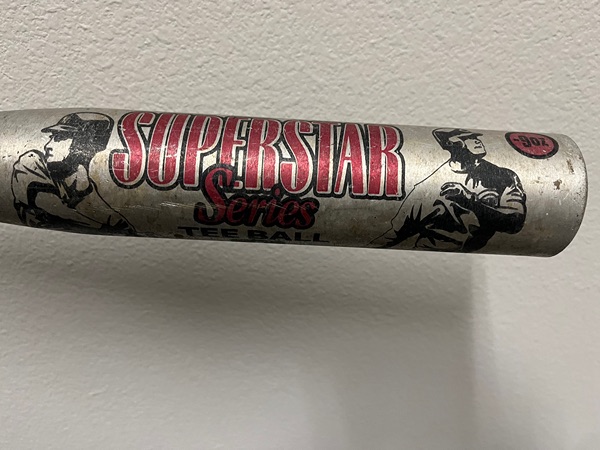 SUPERSTAR
Series
TEE BALL
-9oz